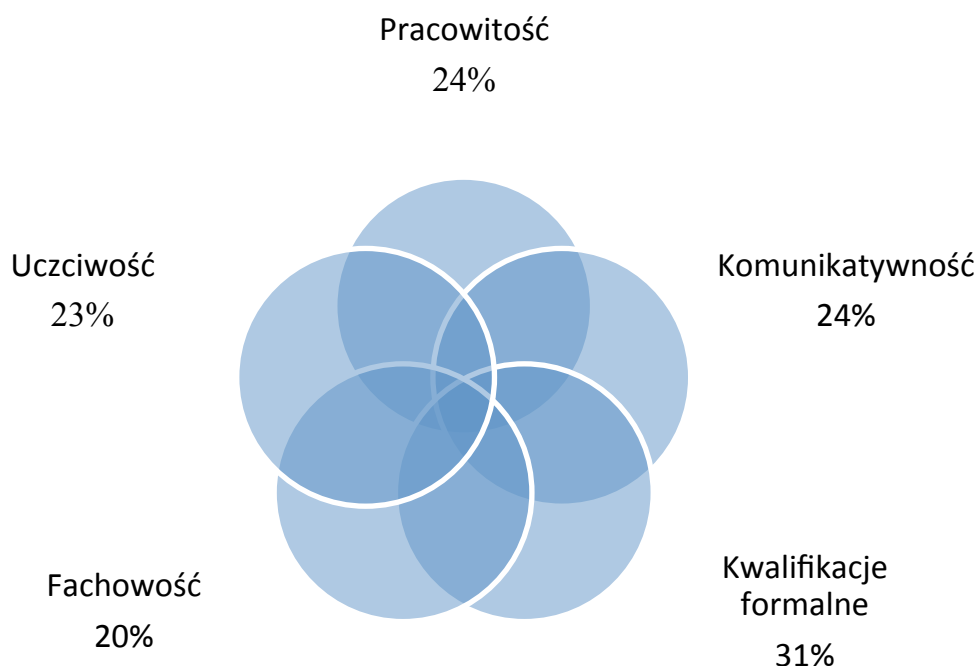 Pracowitość
24%
Uczciwość
23%
Komunikatywność
24%
Fachowość
20%
Kwalifikacje
formalne
31%